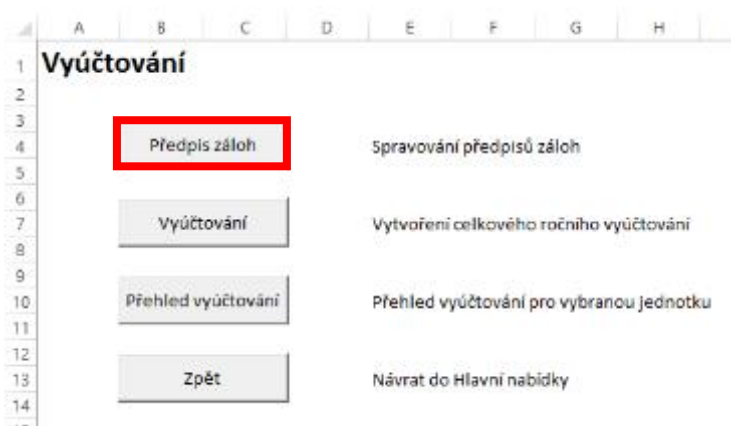 A B C D E F G H
1 Vyúčtování
2
3
4 Předpis záloh Spravování předpisů záloh
5
6
7 Vyúčtování Vytvoření celkového ročního vyúčtování
8
9
10 Přehled vyúčtování Přehled vyúčtování pro vybranou jednotku
11
12
13 Zpět Návrat do Hlavní nabídky
14